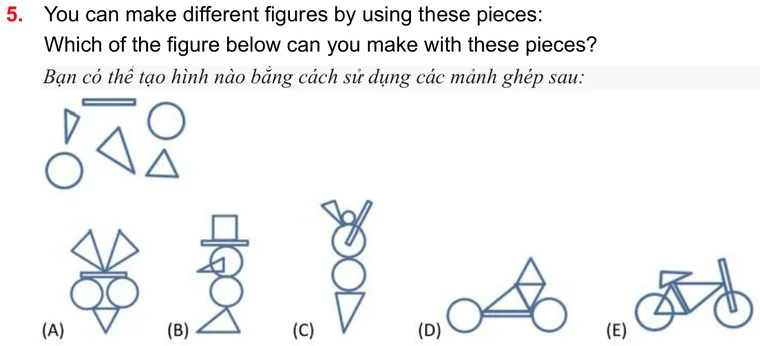 5. You can make different figures by using these pieces:
Which of the figure below can you make with these pieces?
Bạn có thể tạo hình nào bằng cách sử dụng các mảnh ghép sau:
(A) (B) (C) (D) (E)